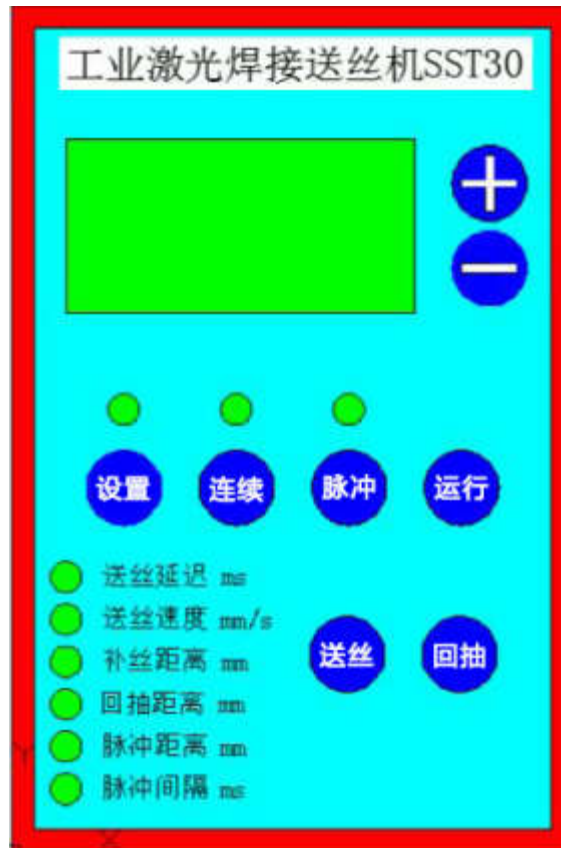 工业激光焊接送丝机SST30
+
-
设置 连续 脉冲 运行
送丝延迟 ms
送丝速度 mm/s
补丝距离 mm
回抽距离 mm
脉冲距离 mm
脉冲间隔 ms
送丝 回抽
Y
X